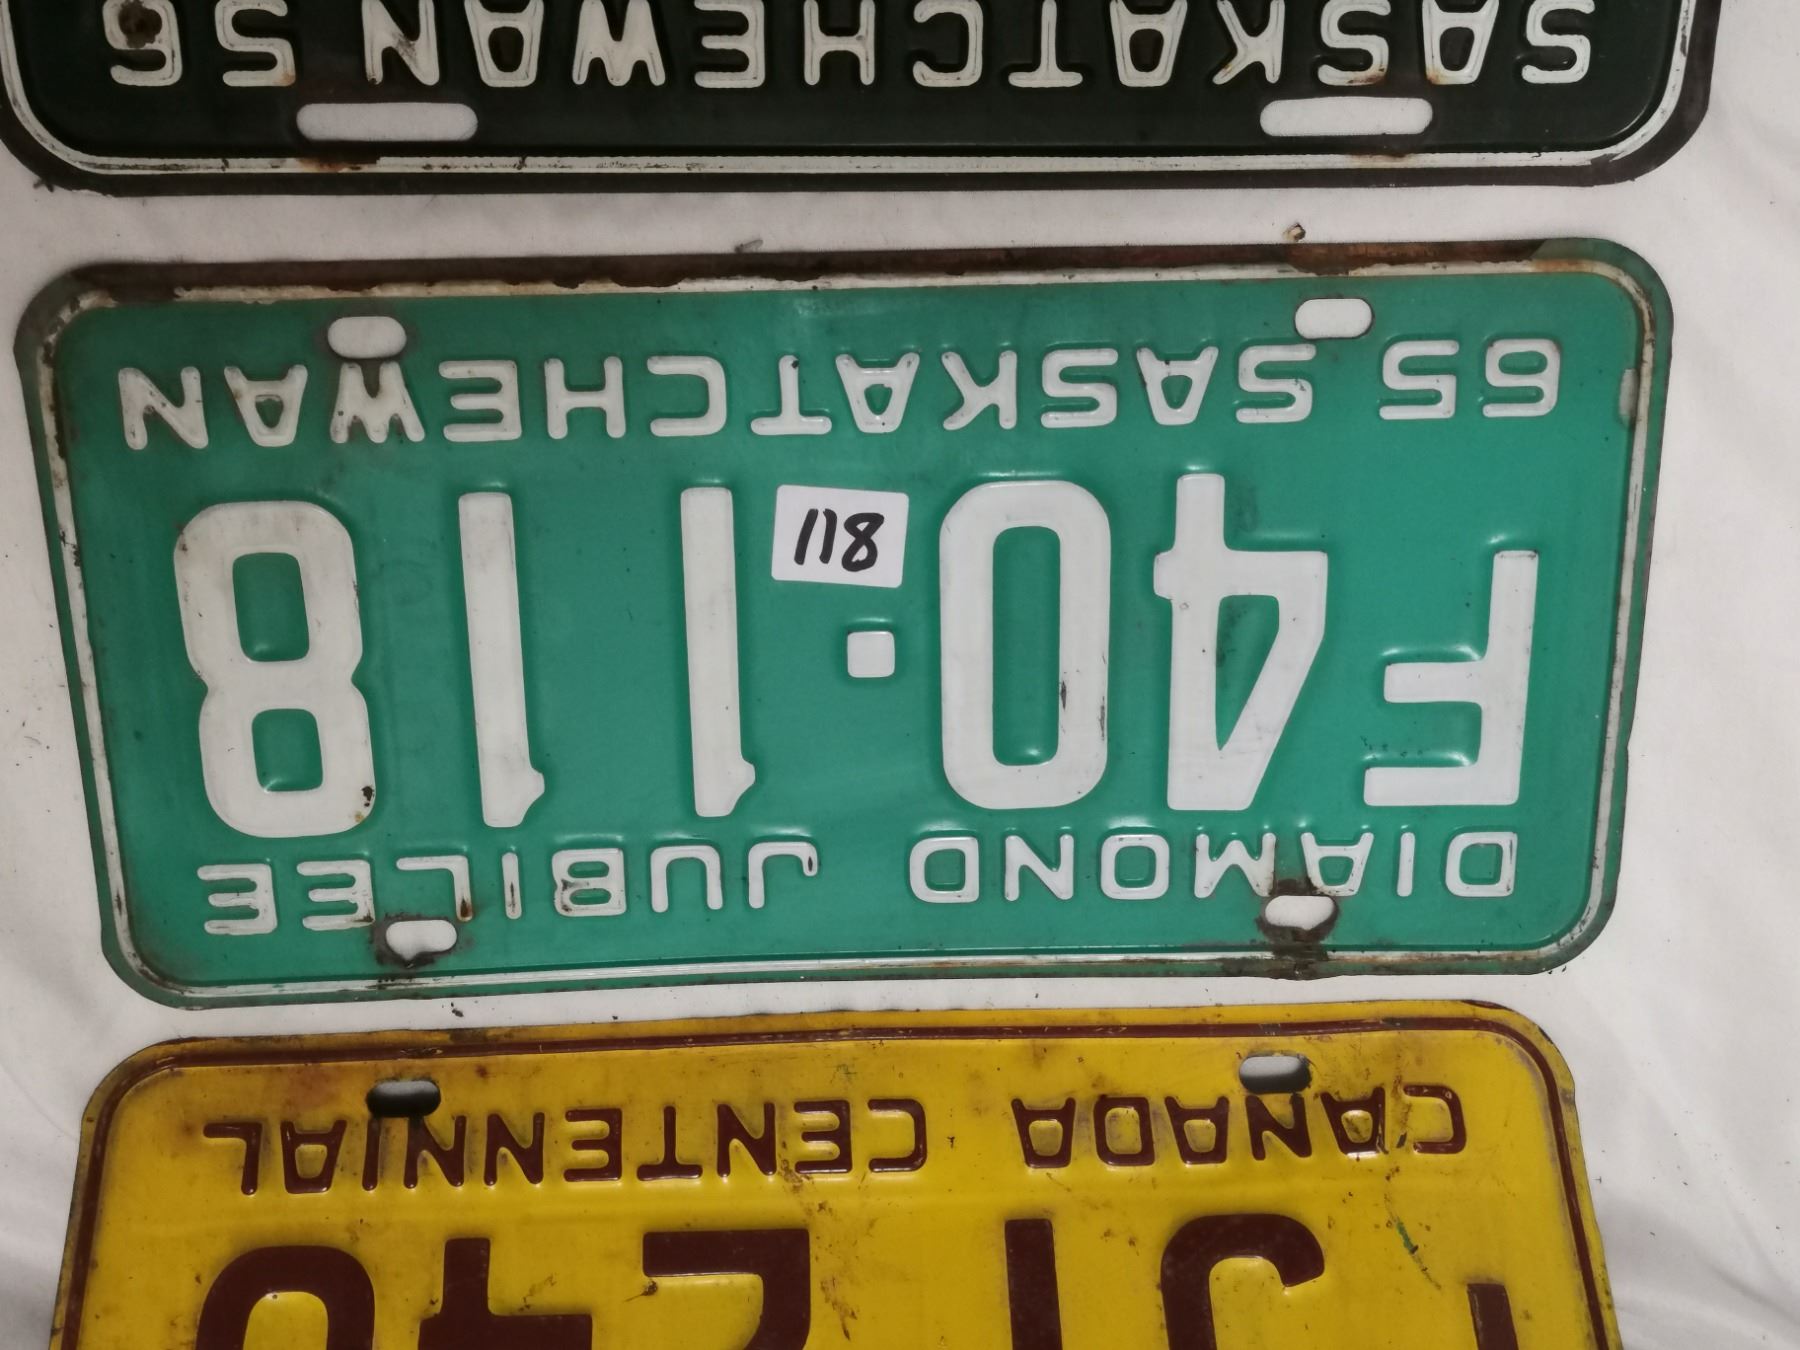 SASKATCHEWAN 56
DIAMOND JUBILEE
F40·118
118
65 SASKATCHEWAN
CANADA CENTENNIAL